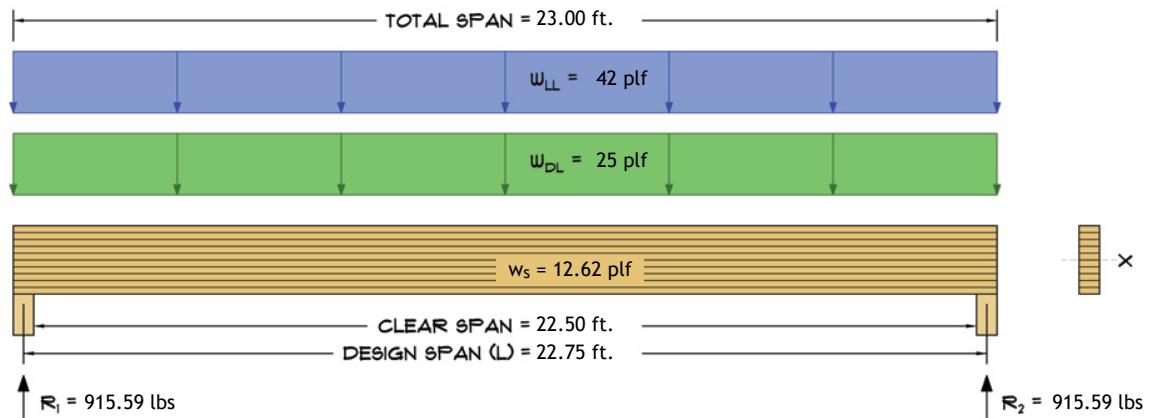 TOTAL SPAN = 23.00 ft.
WLL = 42 plf
WDL = 25 plf
ws = 12.62 plf
X
CLEAR SPAN = 22.50 ft.
DESIGN SPAN (L) = 22.75 ft.
R1 = 915.59 lbs
R2 = 915.59 lbs